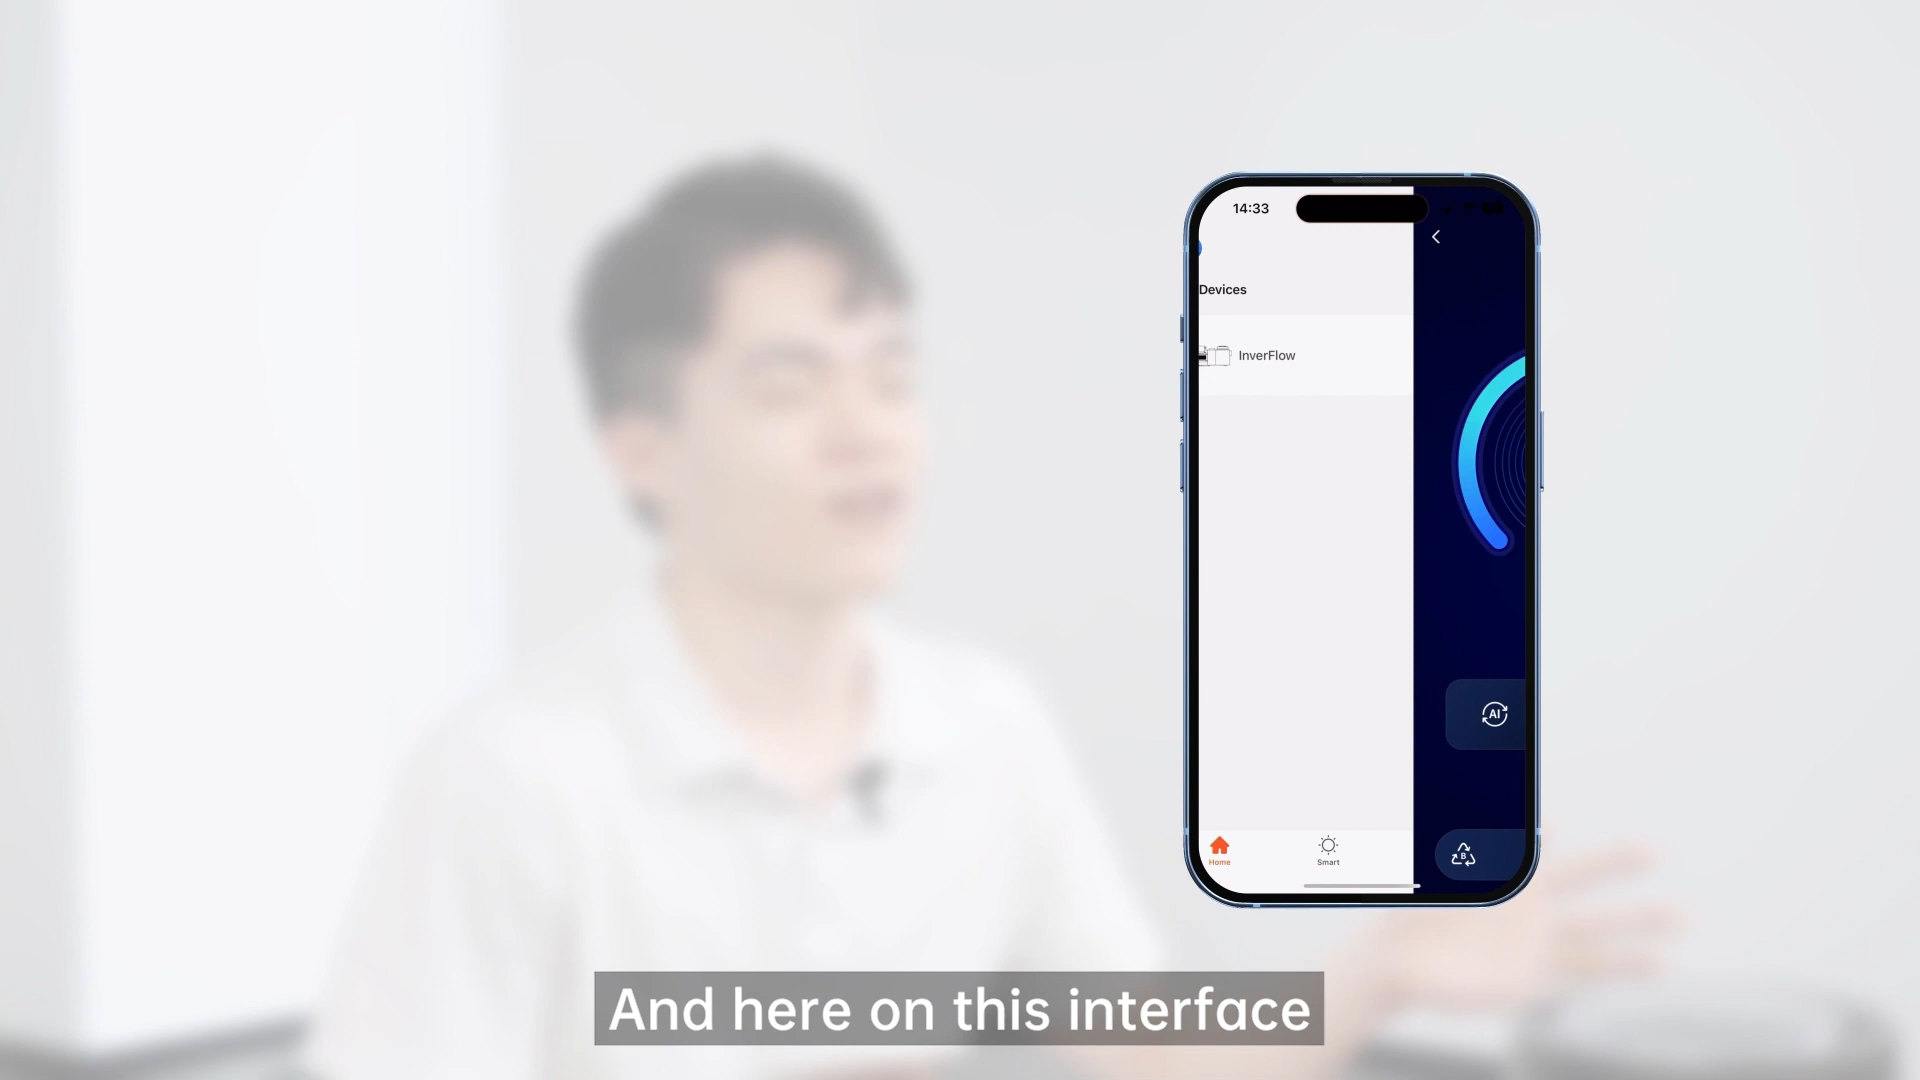 14:33
Devices
InverFlow
AI
B
Home
Smart
And here on this interface